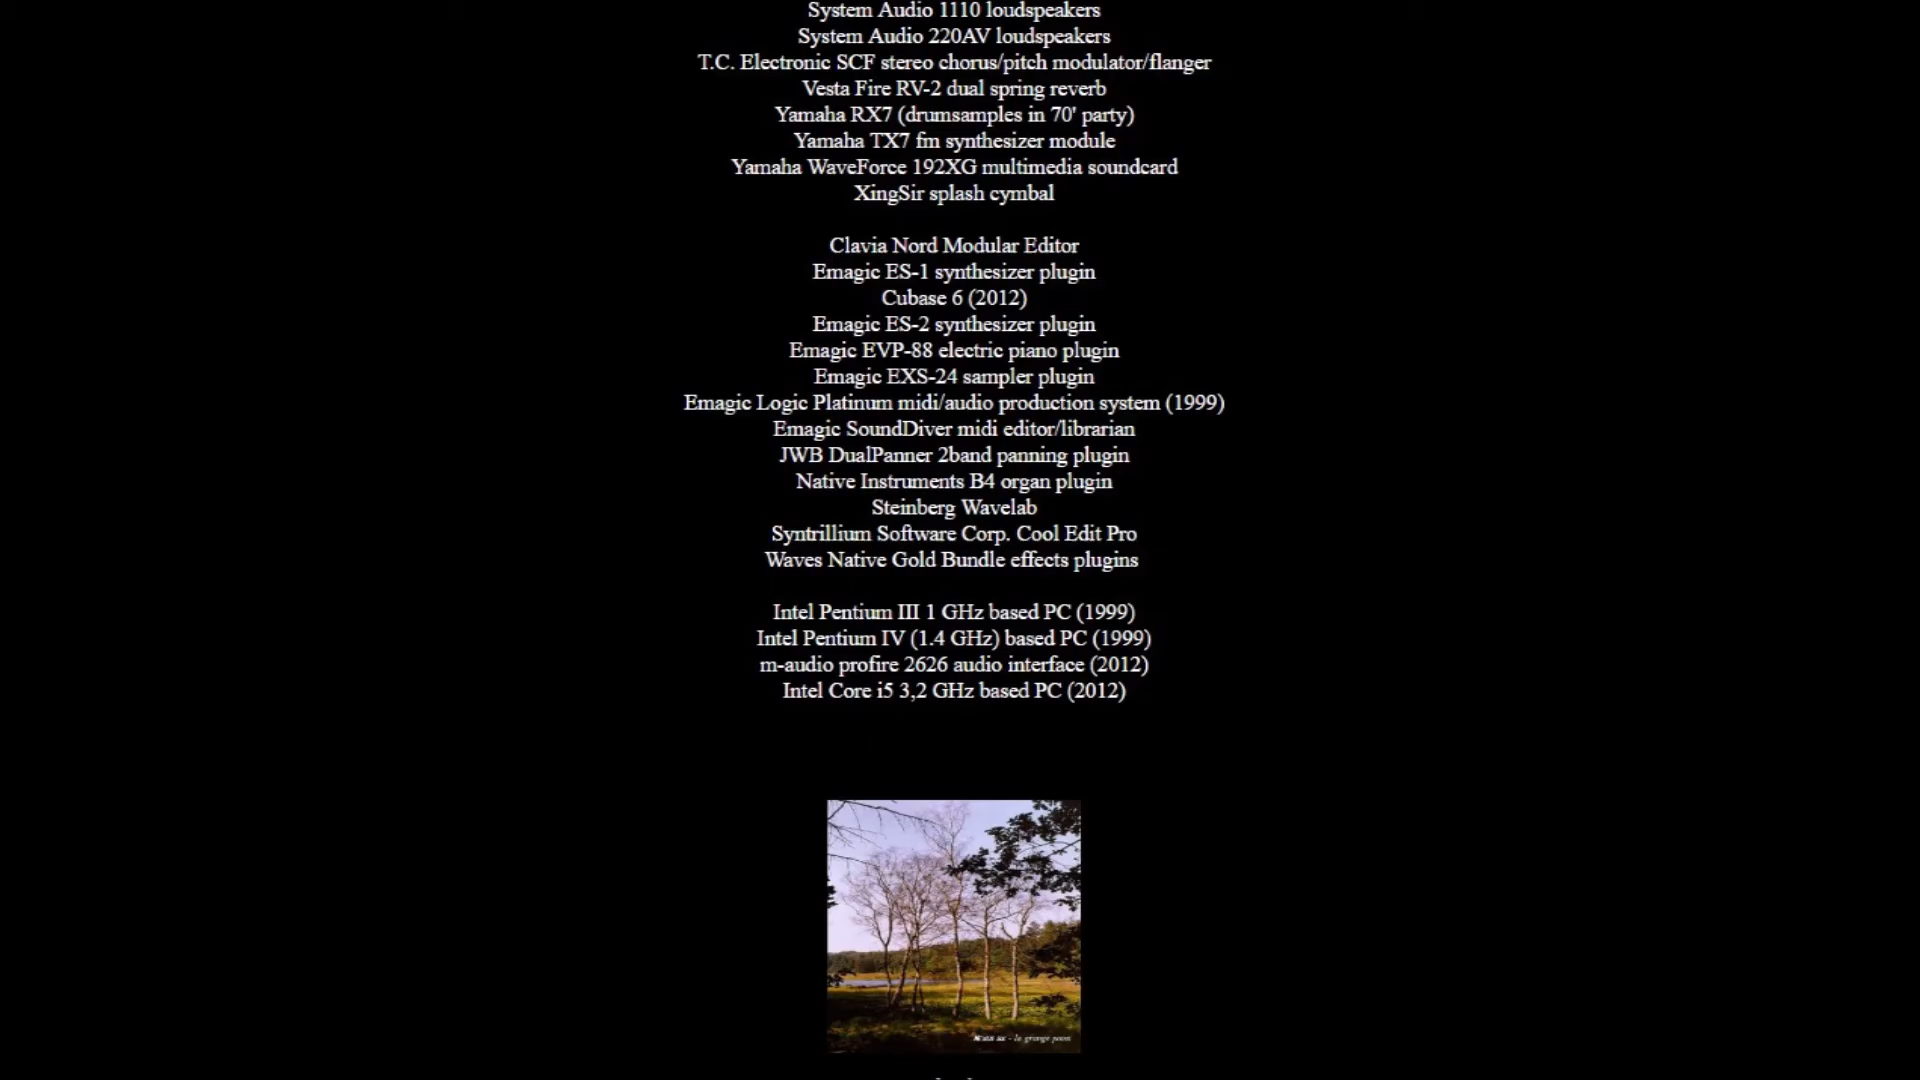 System Audio 1110 loudspeakers
System Audio 220AV loudspeakers
T.C. Electronic SCF stereo chorus/pitch modulator/flanger
Vesta Fire RV-2 dual spring reverb
Yamaha RX7 (drumsamples in 70' party)
Yamaha TX7 fm synthesizer module
Yamaha WaveForce 192XG multimedia soundcard
XingSir splash cymbal
Clavia Nord Modular Editor
Emagic ES-1 synthesizer plugin
Cubase 6 (2012)
Emagic ES-2 synthesizer plugin
Emagic EVP-88 electric piano plugin
Emagic EXS-24 sampler plugin
Emagic Logic Platinum midi/audio production system (1999)
Emagic SoundDiver midi editor/librarian
JWB DualPanner 2band panning plugin
Native Instruments B4 organ plugin
Steinberg Wavelab
Syntrillium Software Corp. Cool Edit Pro
Waves Native Gold Bundle effects plugins
Intel Pentium III 1 GHz based PC (1999)
Intel Pentium IV (1.4 GHz) based PC (1999)
m-audio profire 2626 audio interface (2012)
Intel Core i5 3,2 GHz based PC (2012)
- la grange point